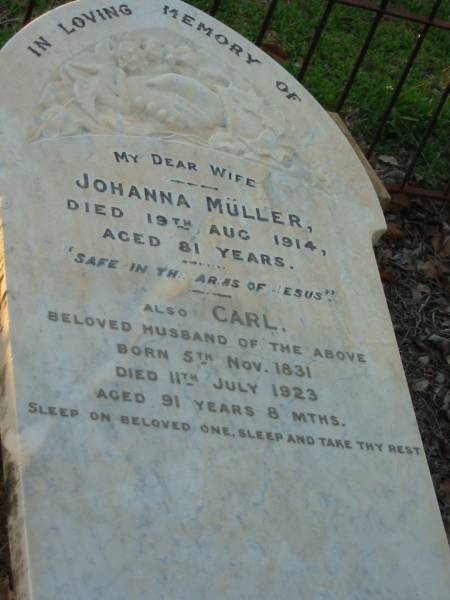 IN LOVING MEMORY OF
MY DEAR WIFE
JOHANNA MÜLLER,
DIED 19TH AUG 1914,
AGED 81 YEARS.
"SAFE IN THE ARMS OF JESUS".
ALSO CARL.
BELOVED HUSBAND OF THE ABOVE
BORN 5TH NOV. 1831
DIED 11TH JULY 1923
AGED 91 YEARS 8 MTHS.
SLEEP ON BELOVED ONE, SLEEP AND TAKE THY REST